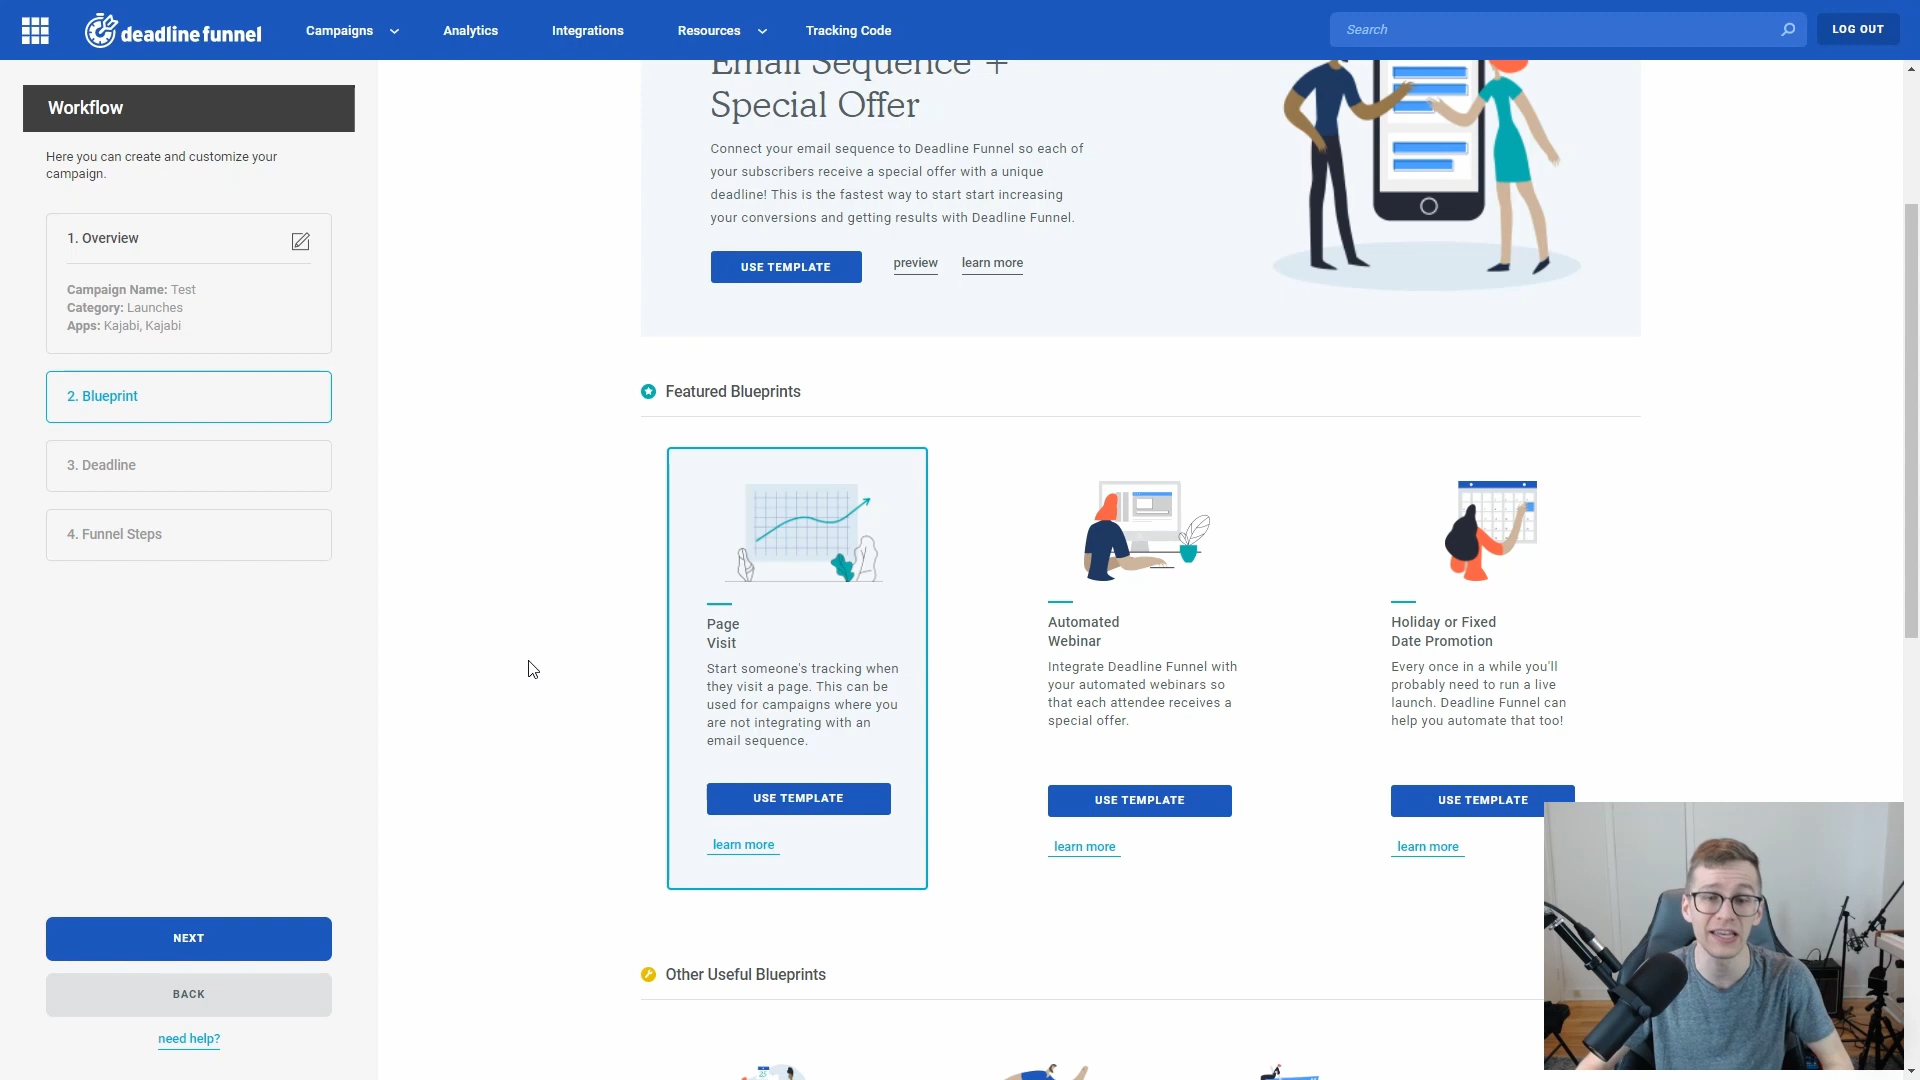 deadline funnel
Campaigns
Analytics
Integrations
Resources
Tracking Code
Search
LOG OUT
Workflow
Here you can create and customize your
campaign.
1. Overview
Campaign Name: Test
Category: Launches
Apps: Kajabi, Kajabi
2. Blueprint
3. Deadline
4. Funnel Steps
NEXT
BACK
need help?
Email Sequence +
Special Offer
Connect your email sequence to Deadline Funnel so each of
your subscribers receive a special offer with a unique
deadline! This is the fastest way to start start increasing
your conversions and getting results with Deadline Funnel.
USE TEMPLATE
preview
learn more
Featured Blueprints
Page
Visit
Start someone's tracking when
they visit a page. This can be
used for campaigns where you
are not integrating with an
email sequence.
USE TEMPLATE
learn more
Automated
Webinar
Integrate Deadline Funnel with
your automated webinars so
that each attendee receives a
special offer.
USE TEMPLATE
learn more
Holiday or Fixed
Date Promotion
Every once in a while you'll
probably need to run a live
launch. Deadline Funnel can
help you automate that too!
USE TEMPLATE
learn more
Other Useful Blueprints
25